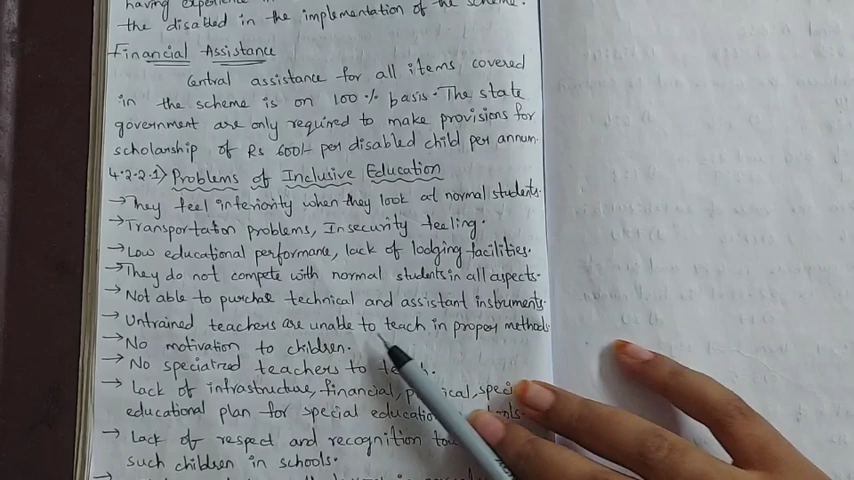 having experience in
the disabled in the implementation of the scheme.
Financial Assistance
Central assistance for all items covered
in the scheme is on 100% basis. The state
government are only required to make provisions for
scholarship of Rs 600/- per disabled child per annum.
4.2.2.1) Problems of Inclusive Education
→ They feel interiority when they look at normal students.
→ Transportation problems, Insecurity feeling.
→ Low educational performance, lack of lodging facilities.
→ They do not compete with normal students in all aspects.
→ Not able to purchase technical and assistant instruments.
→ Untrained teachers are unable to teach in proper methods
→ No motivation to children.
→ No specialized teachers to
→ Lack of infrastructure, financial,
educational plan for special education
→ Lack of respect and recognition
such children in schools.
→